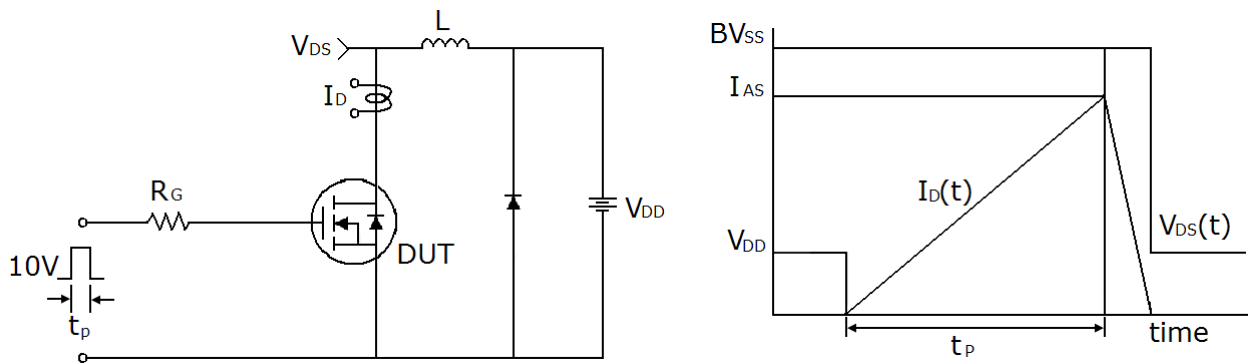 VDS
L
ID
RG
10V
tp
DUT
VDD
BVSS
IAS
VDD
ID(t)
VDS(t)
tP
time